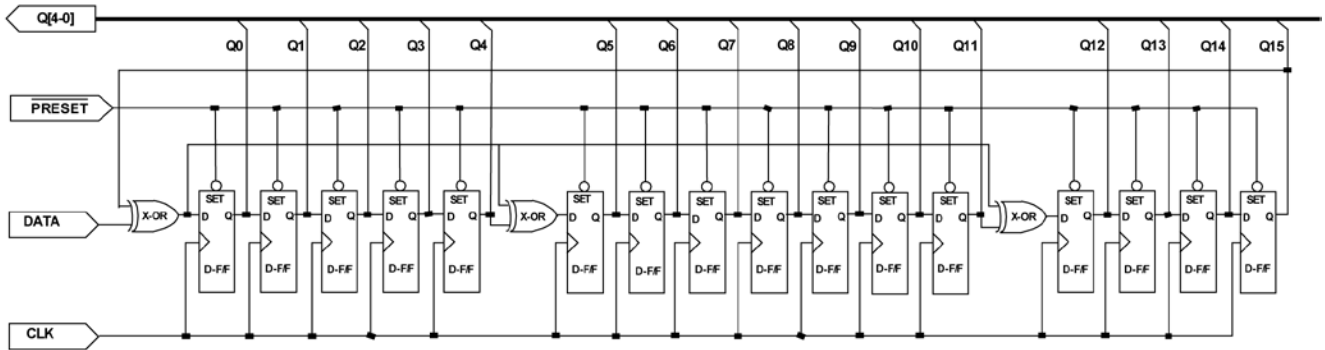 Q[4-0]
Q0 Q1 Q2 Q3 Q4 Q5 Q6 Q7 Q8 Q9 Q10 Q11 Q12 Q13 Q14 Q15
PRESET
SET SET SET SET SET SET SET SET SET SET SET SET SET SET SET SET
DATA
X-OR D Q D Q D Q D Q D Q X-OR D Q D Q D Q D Q D Q D Q D Q X-OR D Q D Q D Q D Q
D-F/F D-F/F D-F/F D-F/F D-F/F D-F/F D-F/F D-F/F D-F/F D-F/F D-F/F D-F/F D-F/F D-F/F D-F/F D-F/F
CLK